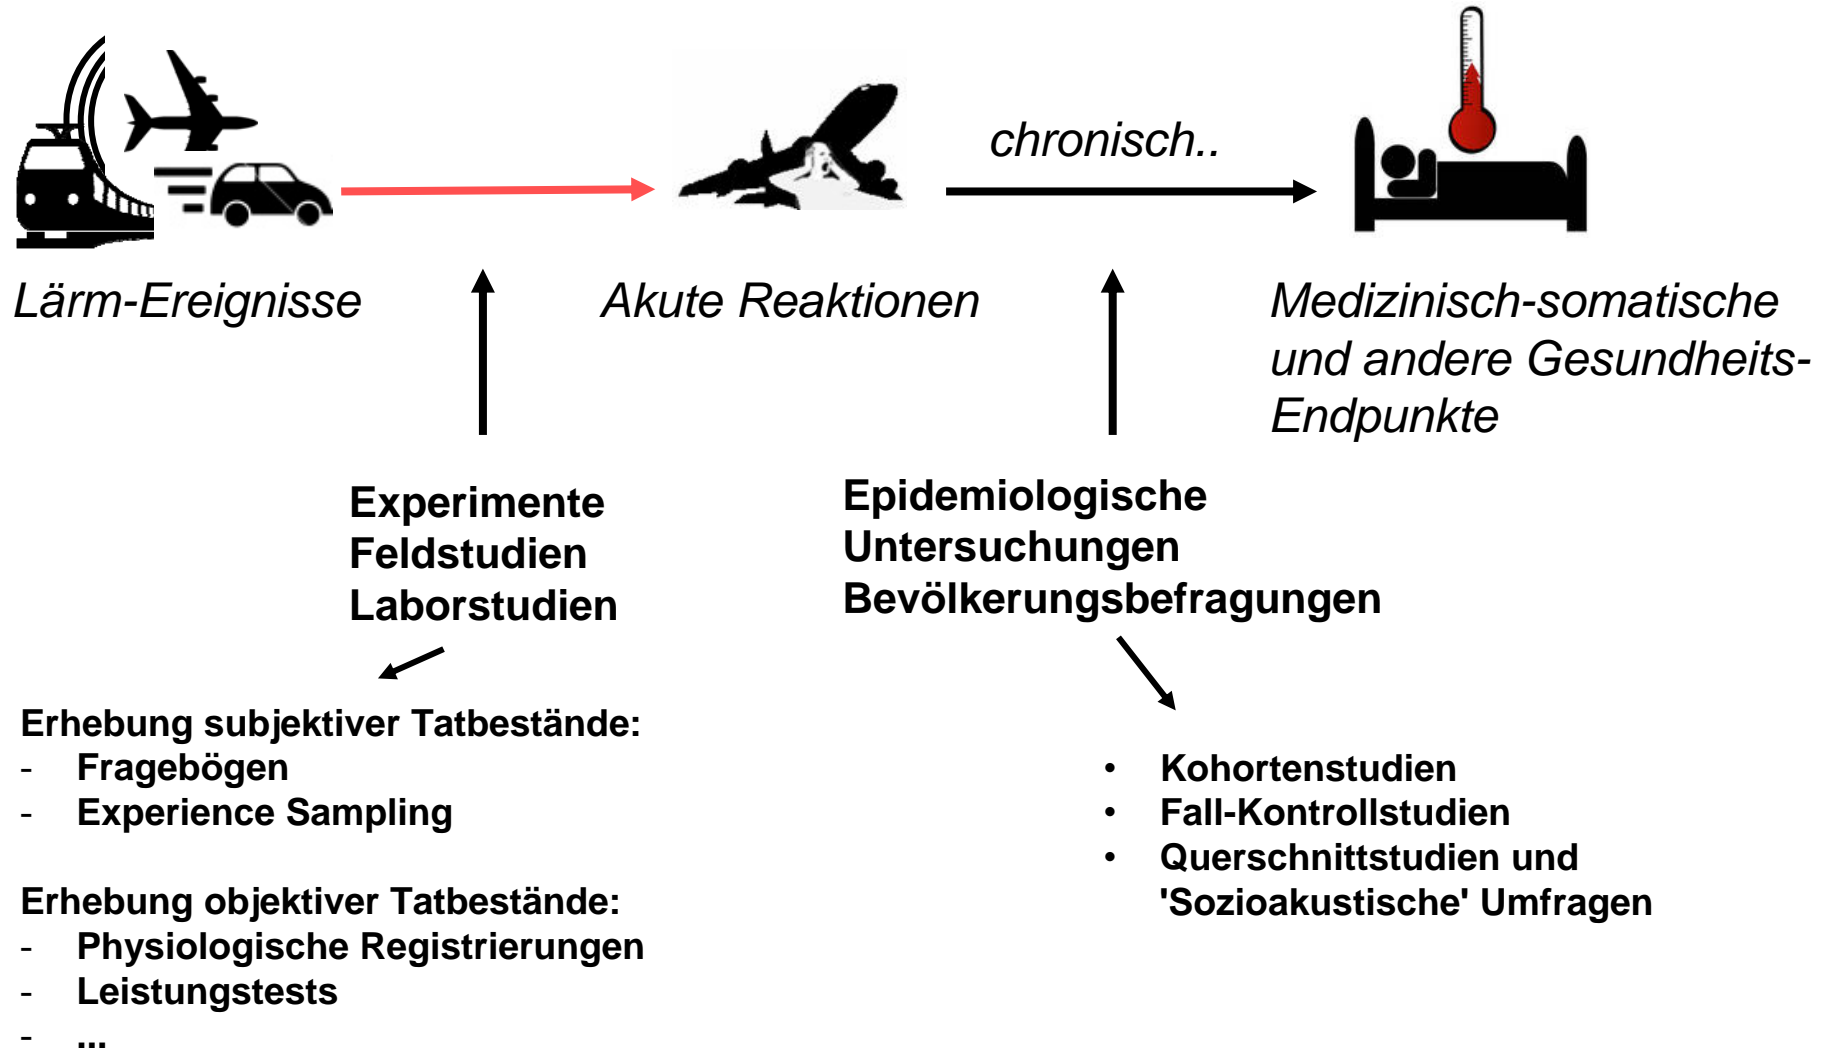 chronisch..
Lärm-Ereignisse
Akute Reaktionen
Medizinisch-somatische
und andere Gesundheits-
Endpunkte
Experimente
Feldstudien
Laborstudien
Epidemiologische
Untersuchungen
Bevölkerungsbefragungen
Erhebung subjektiver Tatbestände:
- Fragebögen
- Experience Sampling
Erhebung objektiver Tatbestände:
- Physiologische Registrierungen
- Leistungstests
- ...
• Kohortenstudien
• Fall-Kontrollstudien
• Querschnittstudien und
'Sozioakustische' Umfragen